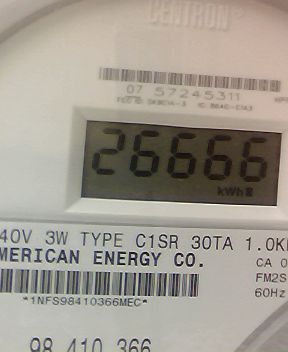 CENTRON®
07 57245311
26666
kWh
40V 3W TYPE C1SR 30TA 1.0K
MERICAN ENERGY CO.
CA 0
FM2S
60Hz
*1NFS98410366MEC*
98 410 366